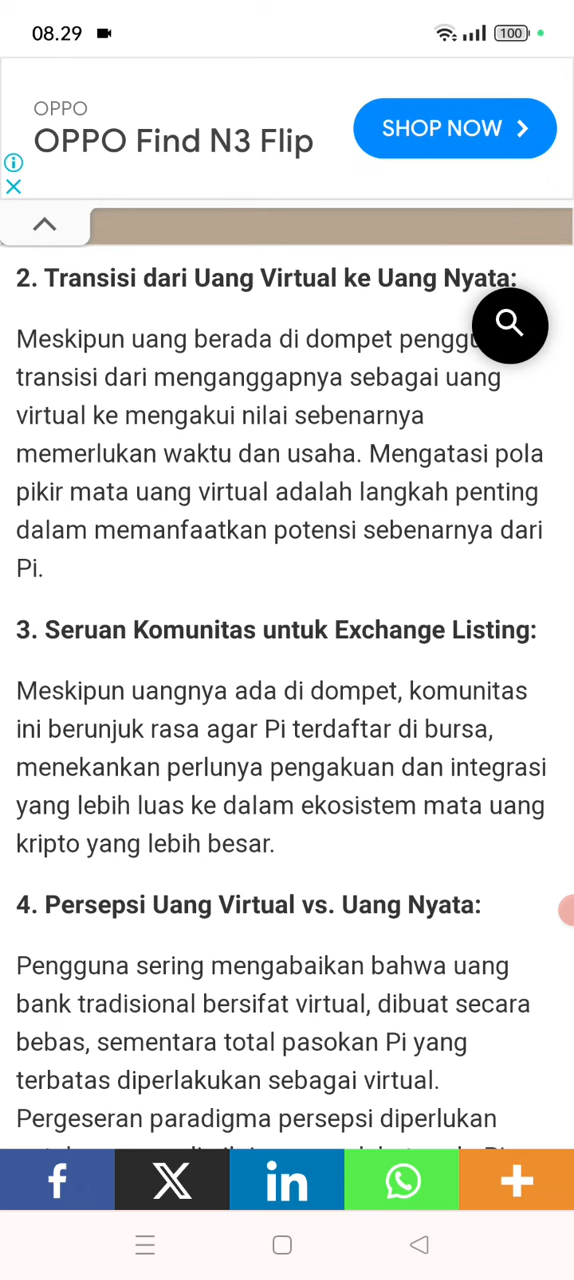 08.29
100
OPPO
OPPO Find N3 Flip
SHOP NOW
2. Transisi dari Uang Virtual ke Uang Nyata:
Meskipun uang berada di dompet
transisi dari menganggapnya sebagai uang
virtual ke mengakui nilai sebenarnya
memerlukan waktu dan usaha. Mengatasi pola
pikir mata uang virtual adalah langkah penting
dalam memanfaatkan potensi sebenarnya dari
Pi.
3. Seruan Komunitas untuk Exchange Listing:
Meskipun uangnya ada di dompet, komunitas
ini berunjuk rasa agar Pi terdaftar di bursa,
menekankan perlunya pengakuan dan integrasi
yang lebih luas ke dalam ekosistem mata uang
kripto yang lebih besar.
4. Persepsi Uang Virtual vs. Uang Nyata:
Pengguna sering mengabaikan bahwa uang
bank tradisional bersifat virtual, dibuat secara
bebas, sementara total pasokan Pi yang
terbatas diperlakukan sebagai virtual.
Pergeseran paradigma persepsi diperlukan